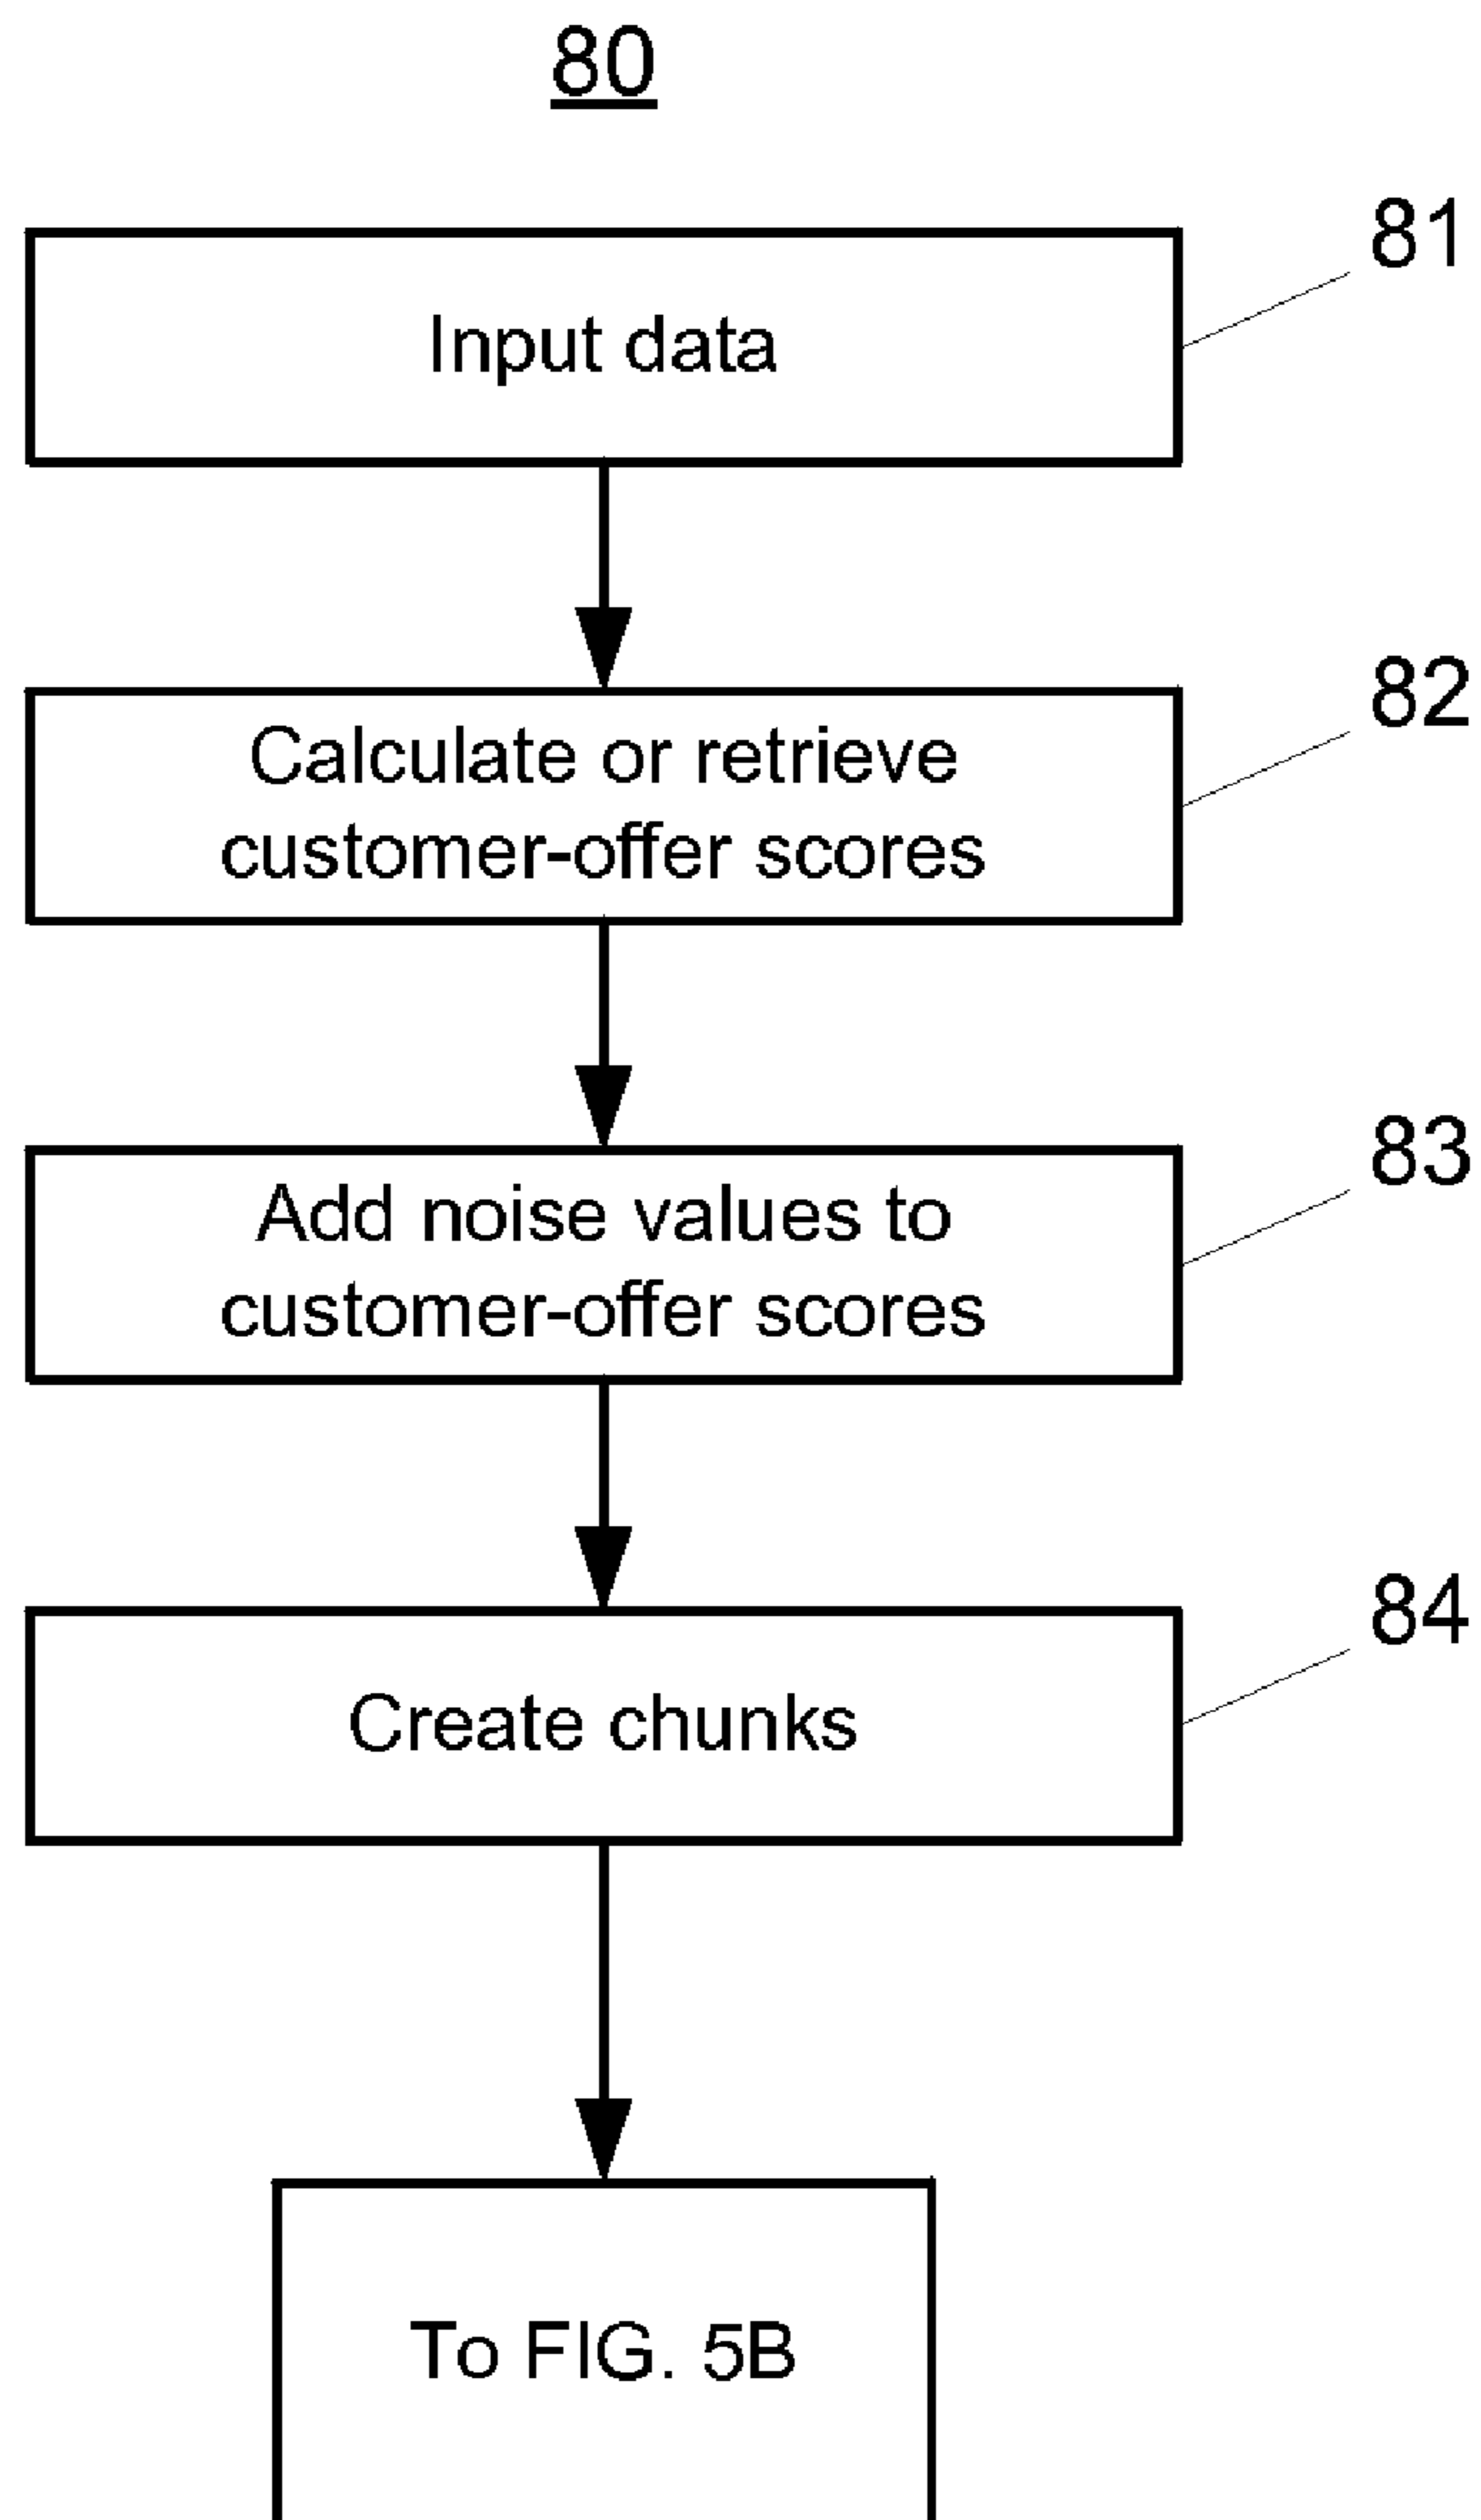 80
81
Input data
82
Calculate or retrieve
customer-offer scores
83
Add noise values to
customer-offer scores
84
Create chunks
To FIG. 5B